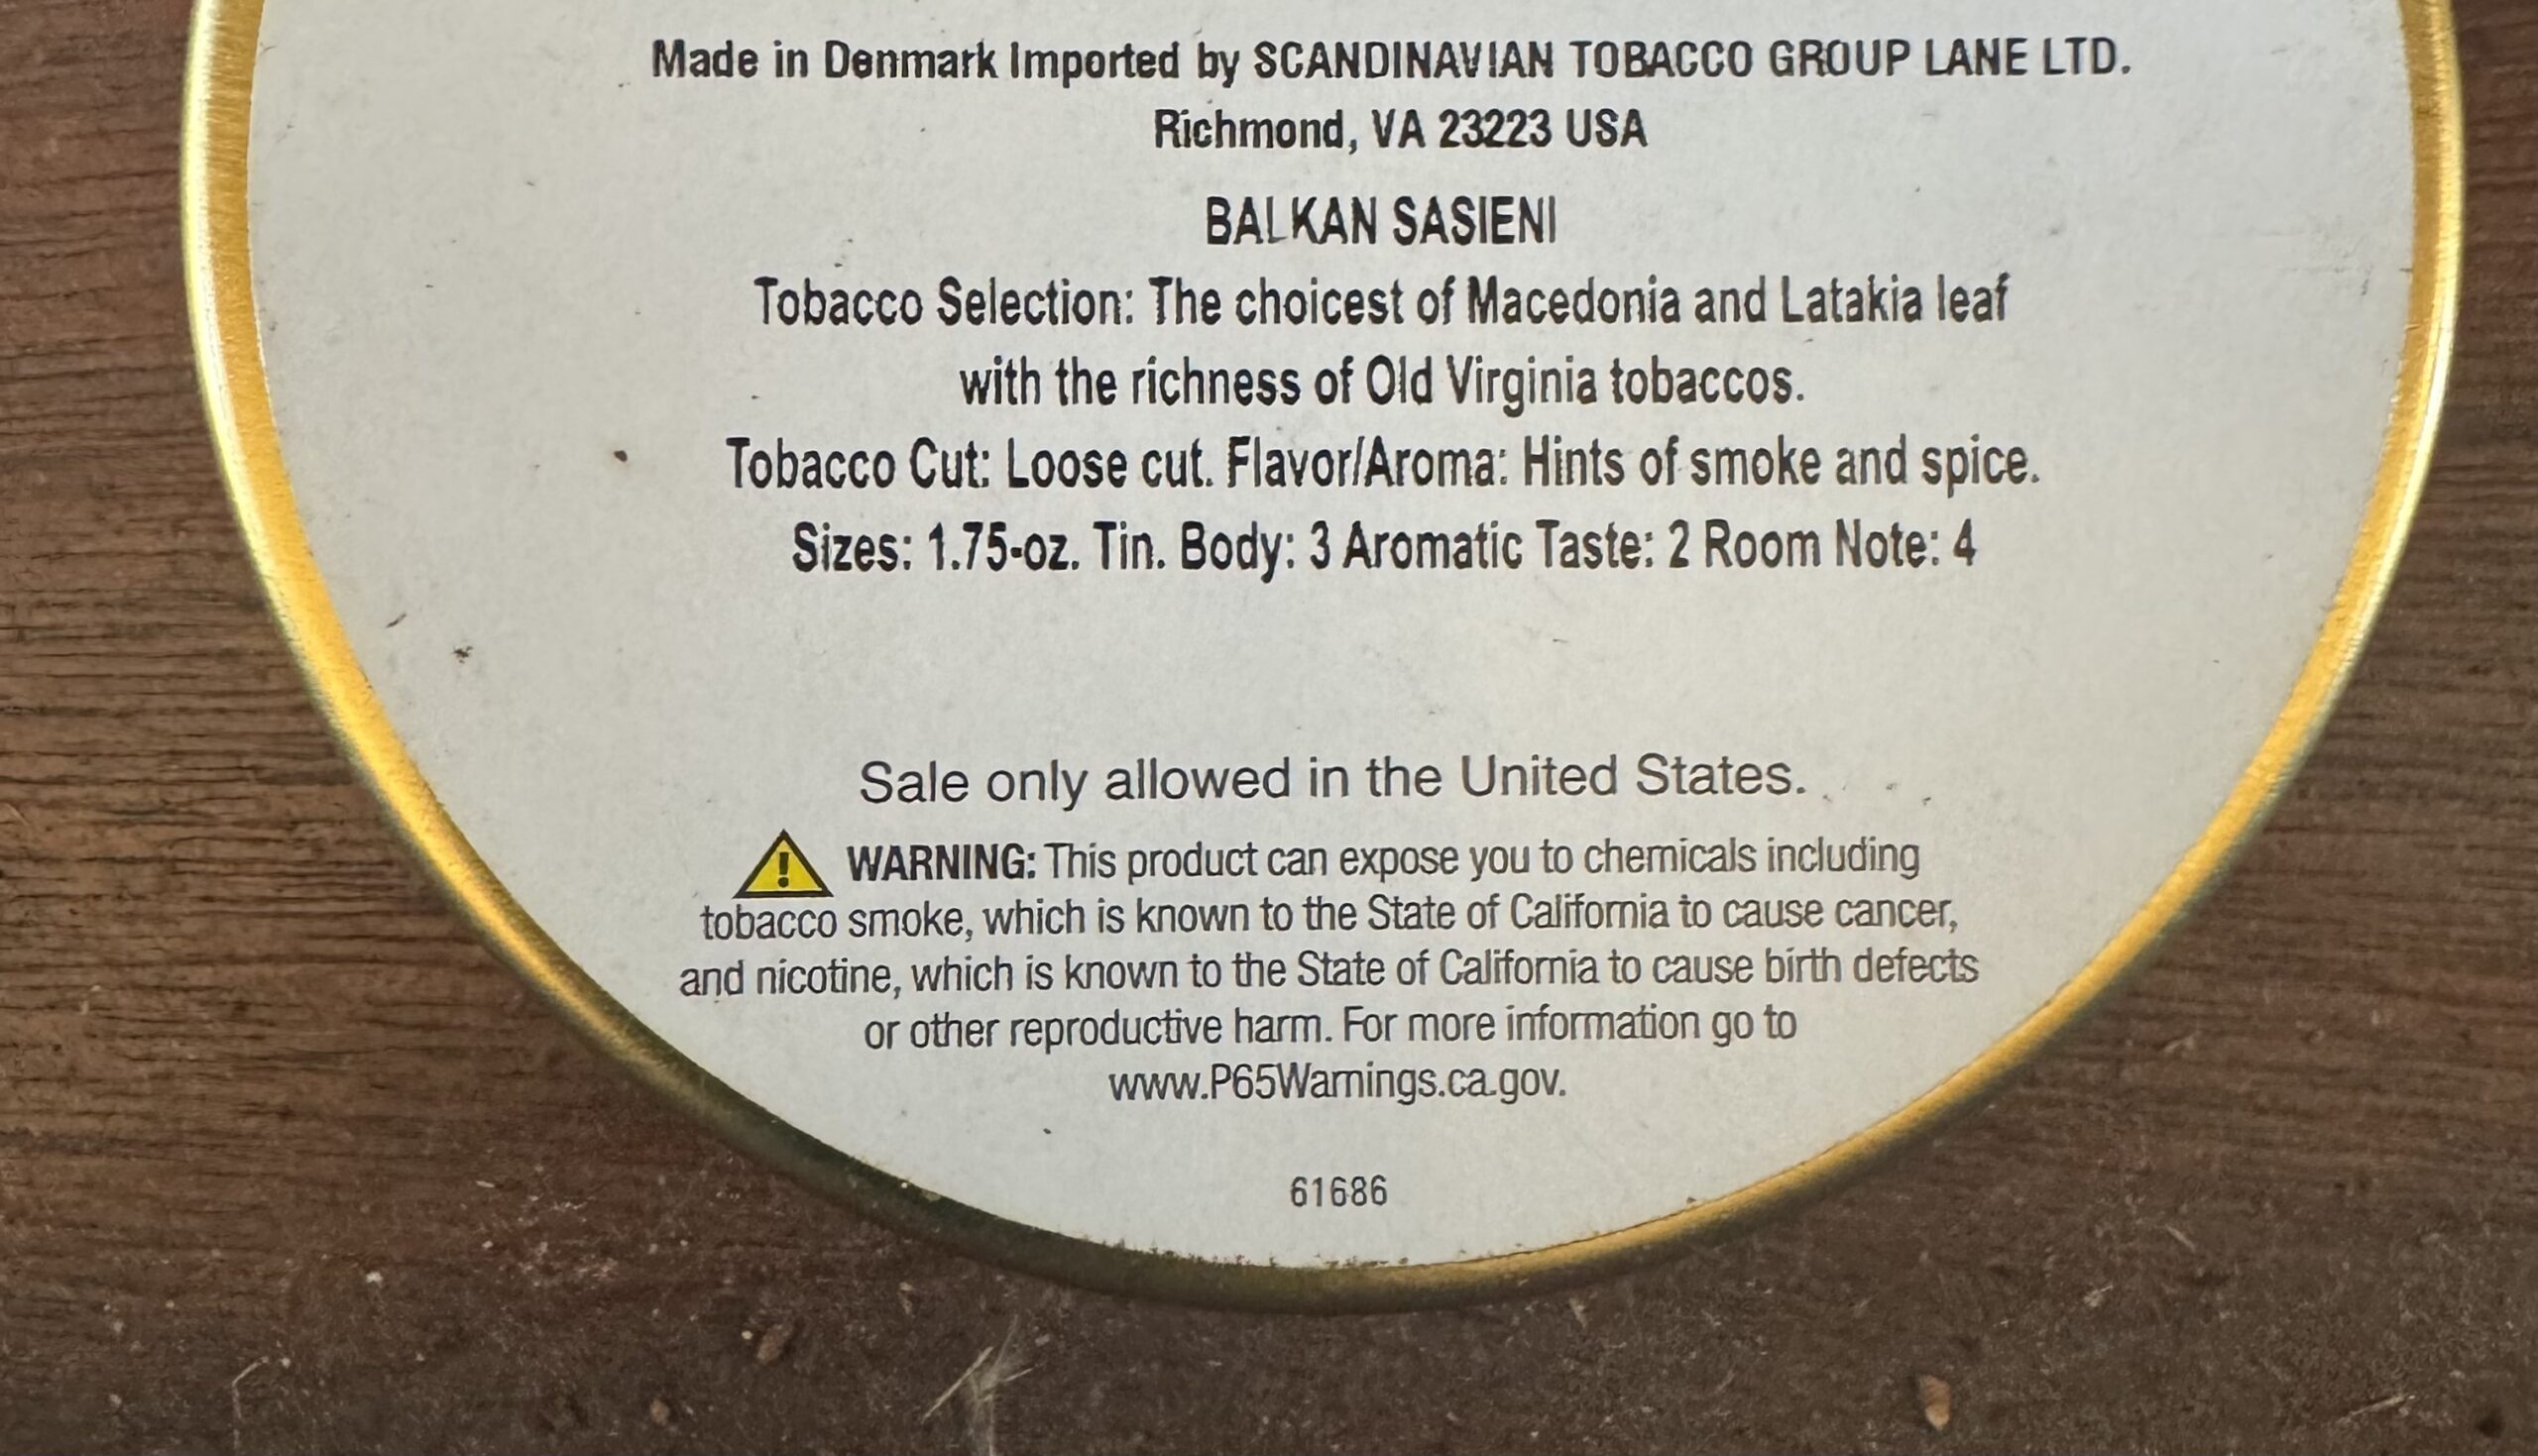 Made in Denmark Imported by SCANDINAVIAN TOBACCO GROUP LANE LTD.
Richmond, VA 23223 USA
BALKAN SASIENI
Tobacco Selection: The choicest of Macedonia and Latakia leaf
with the richness of Old Virginia tobaccos.
Tobacco Cut: Loose cut. Flavor/Aroma: Hints of smoke and spice.
Sizes: 1.75-oz. Tin. Body: 3 Aromatic Taste: 2 Room Note: 4
Sale only allowed in the United States.
WARNING: This product can expose you to chemicals including
tobacco smoke, which is known to the State of California to cause cancer,
and nicotine, which is known to the State of California to cause birth defects
or other reproductive harm. For more information go to
www.P65Warnings.ca.gov.
61686